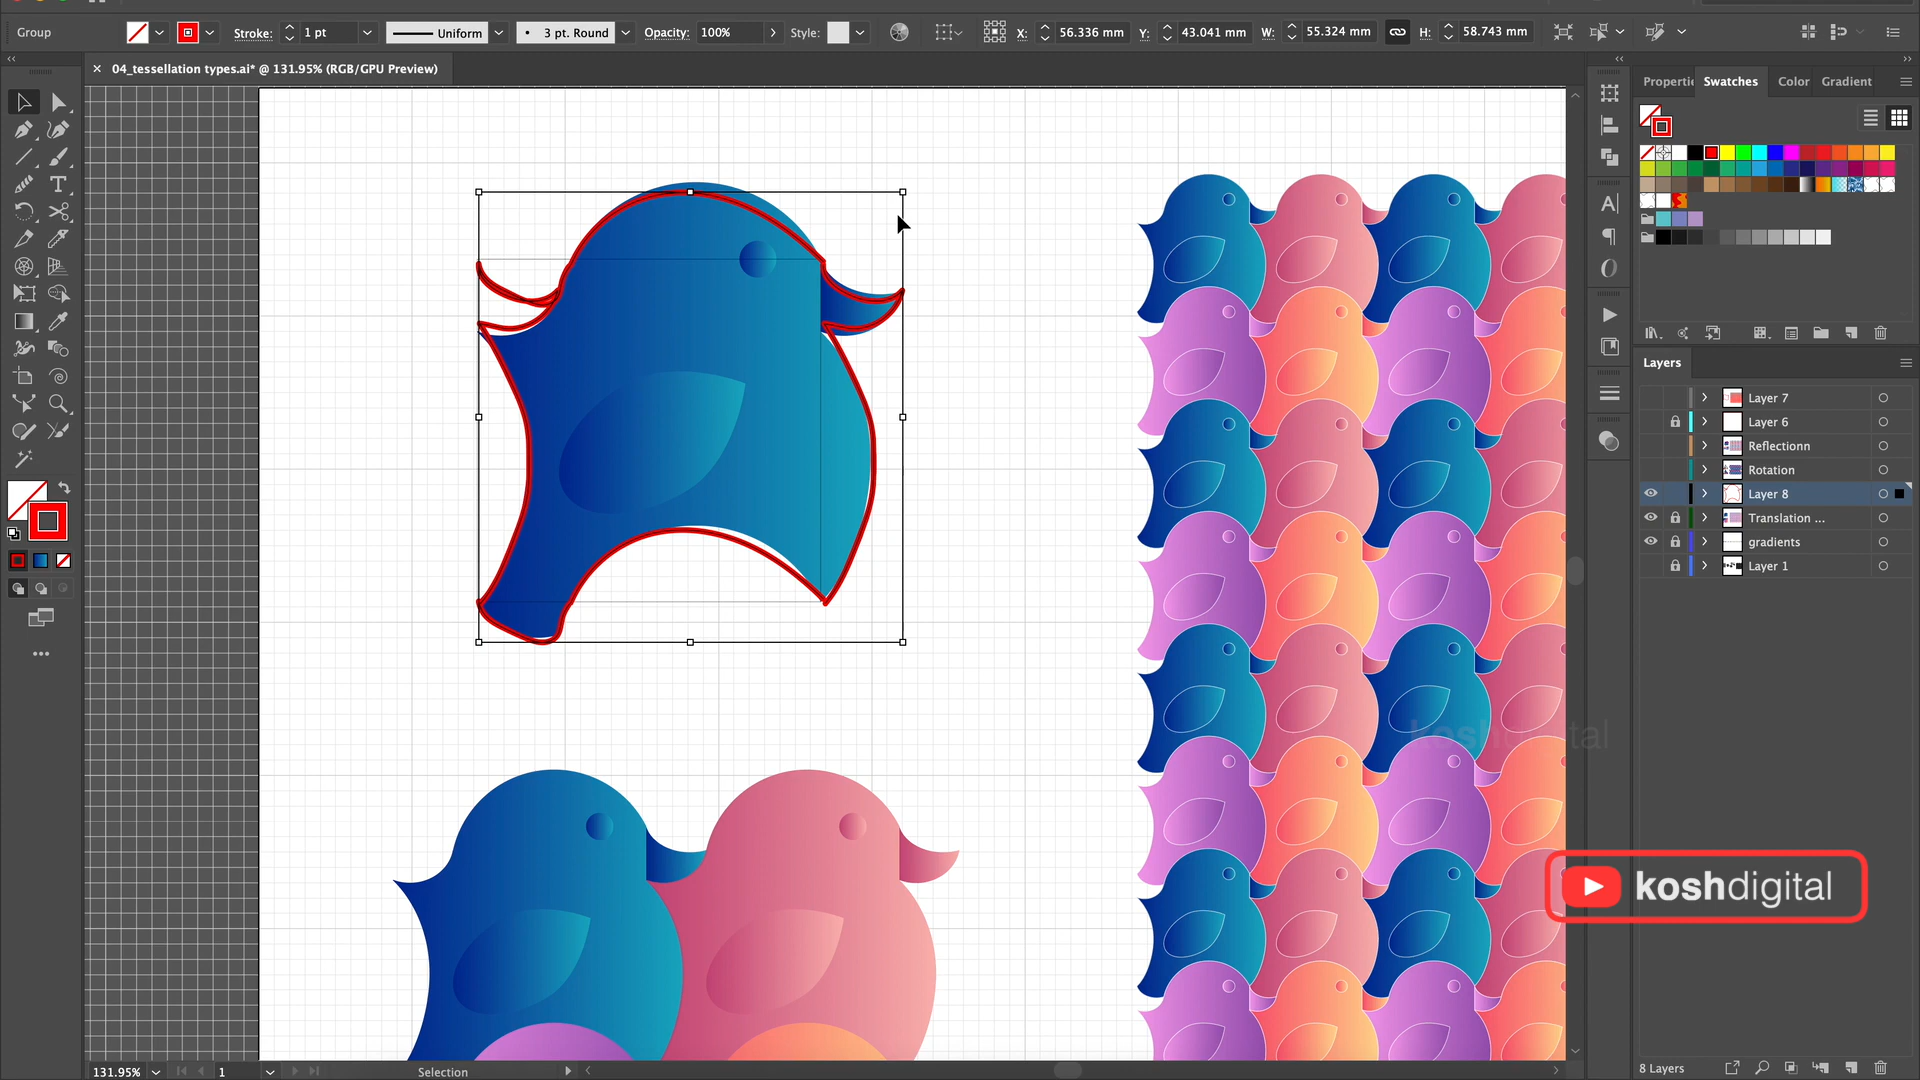 Group
Stroke:
1 pt
Uniform
3 pt. Round
Opacity:
100%
Style:
X:
56.336 mm
Y:
43.041 mm
W:
55.324 mm
H:
58.743 mm
04_tessellation types.ai* @ 131.95% (RGB/GPU Preview)
Properti
Swatches
Color
Gradient
Layers
Layer 7
Layer 6
Reflectionn
Rotation
Layer 8
Translation ...
gradients
Layer 1
koshdigital
koshdigital
131.95%
1
Selection
8 Layers